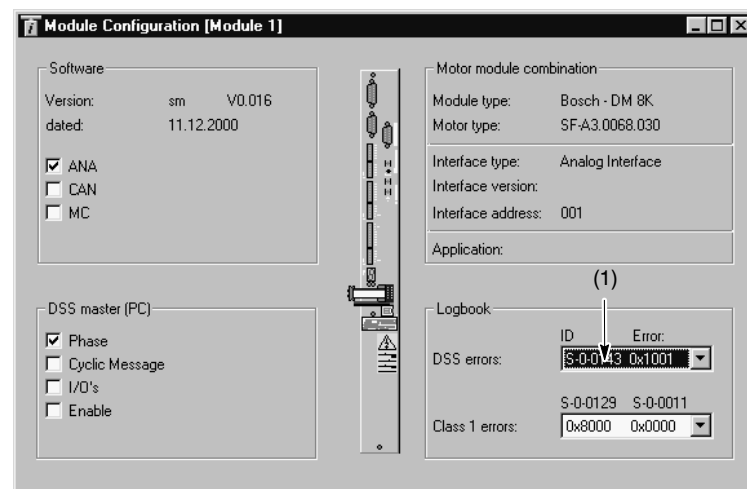 Module Configuration [Module 1]
Software
Version: sm V0.016
dated: 11.12.2000
ANA
CAN
MC
DSS master (PC)
Phase
Cyclic Message
I/O's
Enable
Motor module combination
Module type: Bosch - DM 8K
Motor type: SF-A3.0068.030
Interface type: Analog Interface
Interface version:
Interface address: 001
Application:
(1)
Logbook
ID Error:
DSS errors: S-0-0143 0x1001
S-0-0129 S-0-0011
Class 1 errors: 0x8000 0x0000